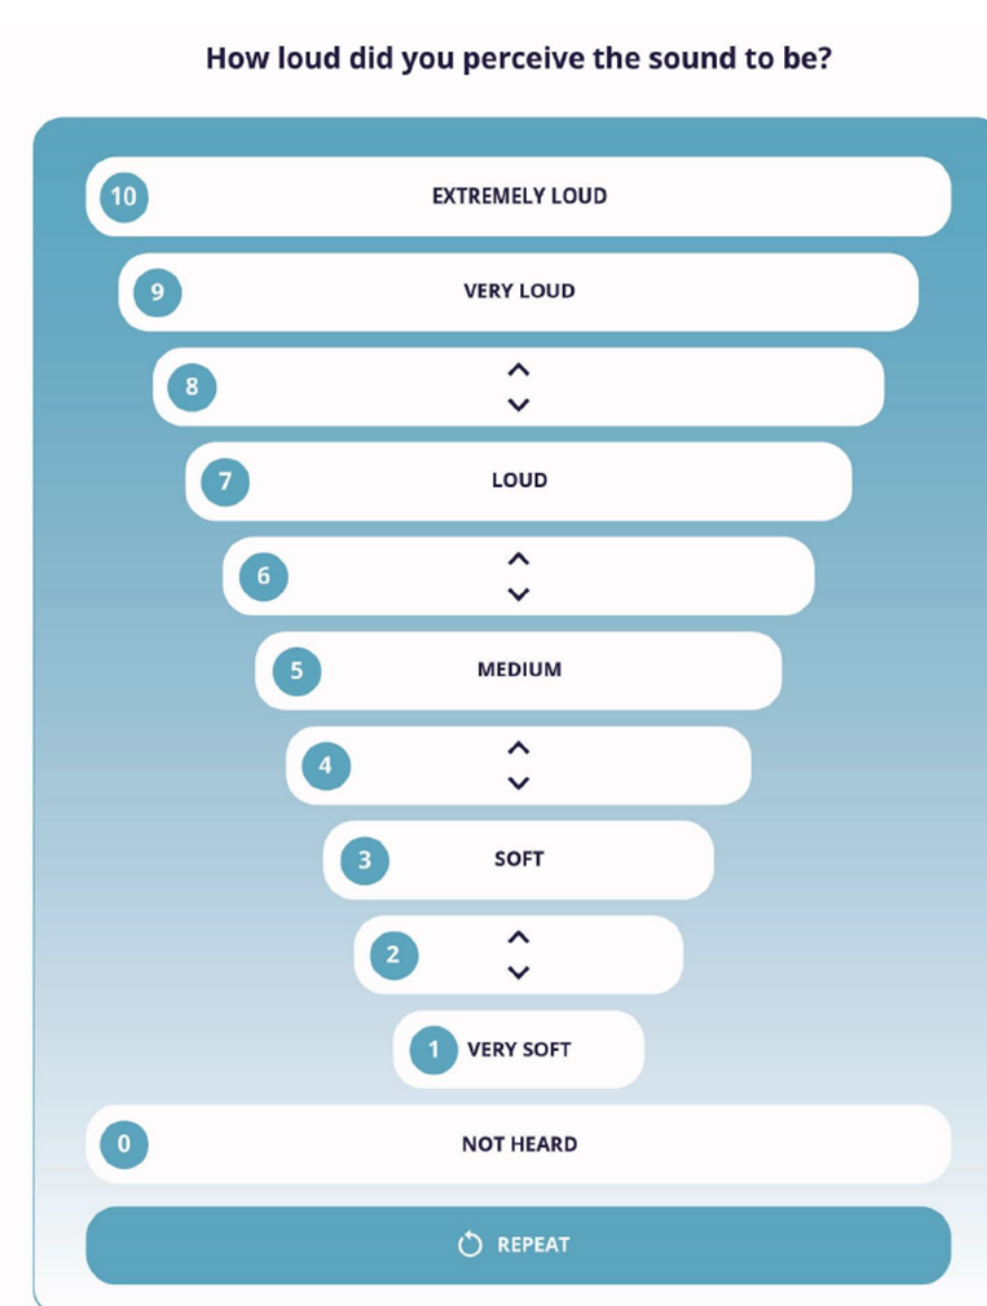 How loud did you perceive the sound to be?
10 EXTREMELY LOUD
9 VERY LOUD
8
7 LOUD
6
5 MEDIUM
4
3 SOFT
2
1 VERY SOFT
0 NOT HEARD
REPEAT